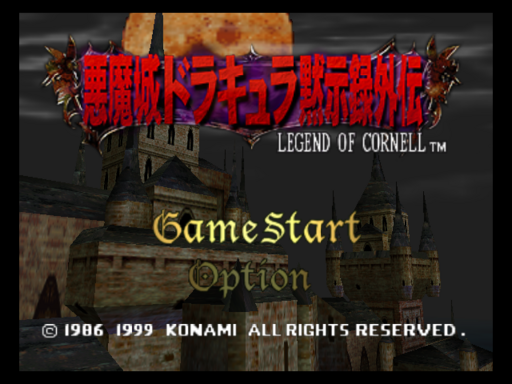 悪魔城ドラキュラ黙示録外伝
LEGEND OF CORNELL™
GameStart
Option
© 1986 1999 KONAMI ALL RIGHTS RESERVED.